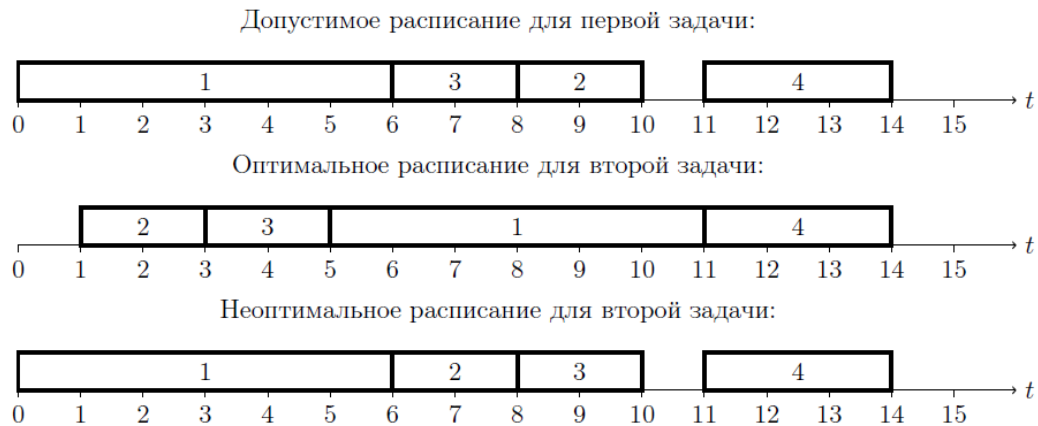 Допустимое расписание для первой задачи:
1 3 2 4
0 1 2 3 4 5 6 7 8 9 10 11 12 13 14 15 t
Оптимальное расписание для второй задачи:
2 3 1 4
0 1 2 3 4 5 6 7 8 9 10 11 12 13 14 15 t
Неоптимальное расписание для второй задачи:
1 2 3 4
0 1 2 3 4 5 6 7 8 9 10 11 12 13 14 15 t